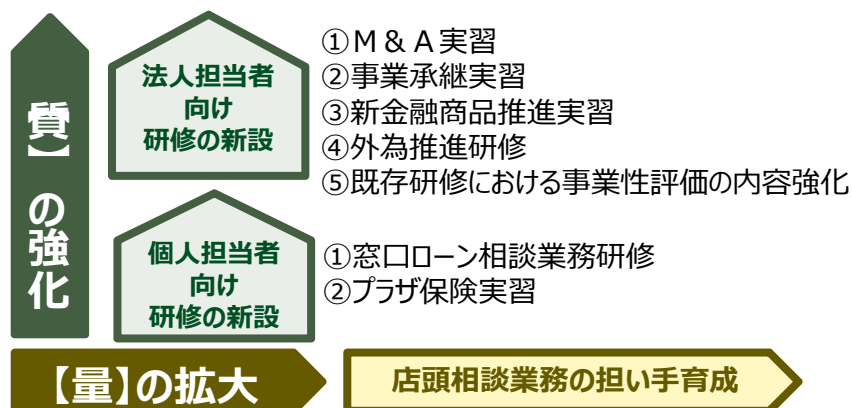 質】の強化
法人担当者
向け
研修の新設
①M & A実習
②事業承継実習
③新金融商品推進実習
④外為推進研修
⑤既存研修における事業性評価の内容強化
個人担当者
向け
研修の新設
①窓口ローン相談業務研修
②プラザ保険実習
【量】の拡大
店頭相談業務の担い手育成